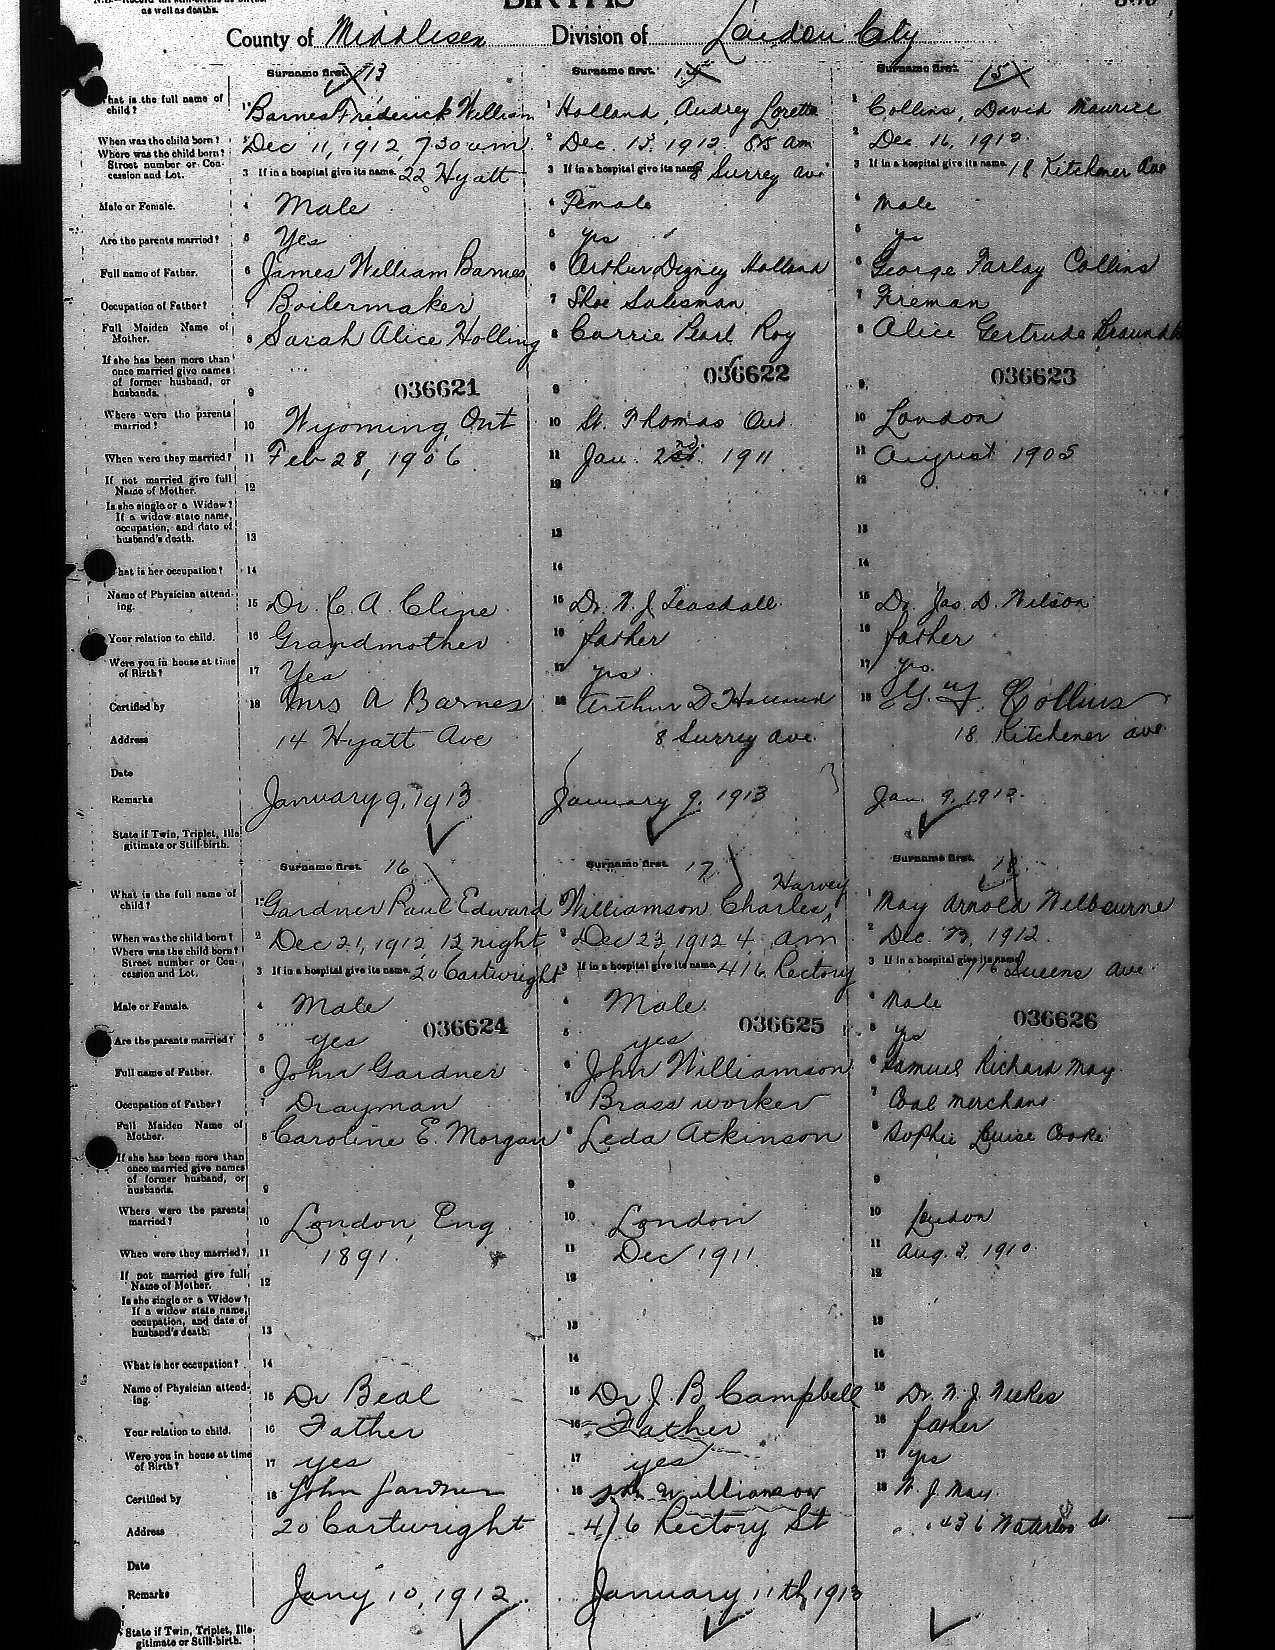 as well as deaths.
BIRTHS
County of Middlesex Division of London City
Surname first. 13 Surname first. 14 Surname first. 15
What is the full name of child? 1 Barnes Frederick William 1 Holland, Audrey Loretta 1 Collins, David Maurice
When was the child born? 2 Dec 11, 1912, 7 30 a.m. 2 Dec. 13. 1912. 8 15 am 2 Dec 16, 1912.
Where was the child born? Street number or Concession and Lot. 3 If in a hospital give its name. 22 Hyatt 3 If in a hospital give its name 8 Surrey Ave 3 If in a hospital give its name. 18 Kitchener Ave
Male or Female. 4 Male 4 Female 4 Male
Are the parents married? 5 Yes 5 yes 5 yes
Full name of Father. 6 James William Barnes 6 Arthur Digney Holland 6 George Farlay Collins
Occupation of Father? 7 Boilermaker 7 Shoe Salesman 7 Fireman
Full Maiden Name of Mother. 8 Sarah Alice Holling 8 Carrie Pearl Roy 8 Alice Gertrude
If she has been more than once married give names of former husband, or husbands. 9 036621 9 036622 9 036623
Where were the parents married? 10 Wyoming, Ont 10 St. Thomas Ont. 10 London
When were they married? 11 Feb 28, 1906 11 Jan. 2nd 1911 11 August 1905
If not married give full Name of Mother. 12 12 12
Is she single or a Widow? If a widow state name, occupation, and date of husband's death. 13 13 13
What is her occupation? 14 14 14
Name of Physician attending. 15 Dr. C. A. Cline 15 Dr. W. J. Teasdall 15 Dr. Jas. D. Wilson
Your relation to child. 16 Grandmother 16 father 16 father
Were you in house at time of Birth? 17 Yes 17 yes 17 yes
Certified by 18 Mrs A Barnes 18 Arthur D Holland 18 G. F. Collins
Address 14 Hyatt Ave 8 Surrey ave. 18 Kitchener ave
Date
Remarks January 9, 1913 January 9. 1913 Jan. 9, 1913.
State if Twin, Triplet, Illegitimate or Still-birth.
Surname first. 16 Surname first. 17 Surname first. 18
What is the full name of child? 1 Gardner Paul Edward 1 Williamson Charles, Harvey 1 May Arnold Welbourne
When was the child born? 2 Dec 21, 1912, 12 night 2 Dec 23, 1912 4 am 2 Dec 1912.
Where was the child born? Street number or Concession and Lot. 3 If in a hospital give its name. 20 Cartwright 3 If in a hospital give its name. 416 Rectory 3 If in a hospital give its name Queens Ave
Male or Female. 4 Male 4 Male 4 Male
036624 036625 036626
Are the parents married? 5 yes 5 yes 5 yes
Full name of Father. 6 John Gardner 6 John Williamson 6 Samuel Richard May
Occupation of Father? 7 Drayman 7 Brass worker 7 Coal merchant
Full Maiden Name of Mother. 8 Caroline E. Morgan 8 Leda Atkinson 8 Sophie Louise Cooke
If she has been more than once married give names of former husband, or husbands. 9 9 9
Where were the parents married? 10 London, Eng 10 London 10 London
When were they married? 11 1891. 11 Dec 1911 11 Aug. 3, 1910.
If not married give full Name of Mother. 12 12 12
Is she single or a Widow? If a widow state name, occupation, and date of husband's death. 13 13 13
What is her occupation? 14 14 14
Name of Physician attending. 15 Dr Beal 15 Dr J. B. Campbell 15 Dr. W. J. Weekes
Your relation to child. 16 Father 16 Father 16 father
Were you in house at time of Birth? 17 yes 17 yes 17 yes
Certified by 18 John Gardner 18 Jno Williamson 18 May.
Address 20 Cartwright 416 Rectory St 436 Waterloo St.
Date
Remarks Jany 10, 1912. January 11th, 1913
State if Twin, Triplet, Illegitimate or Still-birth.